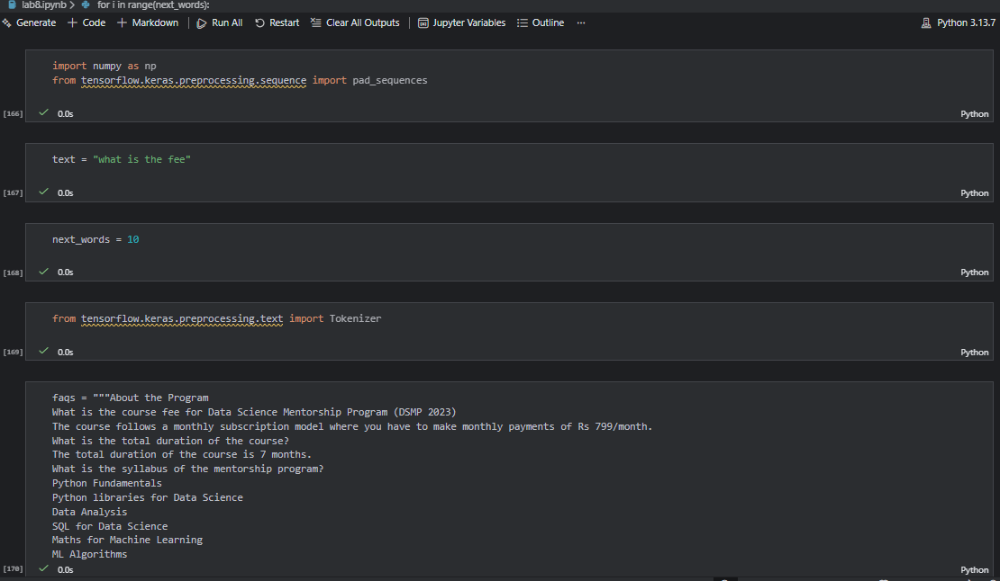 lab8.ipynb > for i in range(next_words):
Generate + Code + Markdown Run All Restart Clear All Outputs Jupyter Variables Outline ... Python 3.13.7
import numpy as np
from tensorflow.keras.preprocessing.sequence import pad_sequences
[166] 0.0s Python
text = "what is the fee"
[167] 0.0s Python
next_words = 10
[168] 0.0s Python
from tensorflow.keras.preprocessing.text import Tokenizer
[169] 0.0s Python
faqs = """About the Program
What is the course fee for Data Science Mentorship Program (DSMP 2023)
The course follows a monthly subscription model where you have to make monthly payments of Rs 799/month.
What is the total duration of the course?
The total duration of the course is 7 months.
What is the syllabus of the mentorship program?
Python Fundamentals
Python libraries for Data Science
Data Analysis
SQL for Data Science
Maths for Machine Learning
ML Algorithms
[170] 0.0s Python